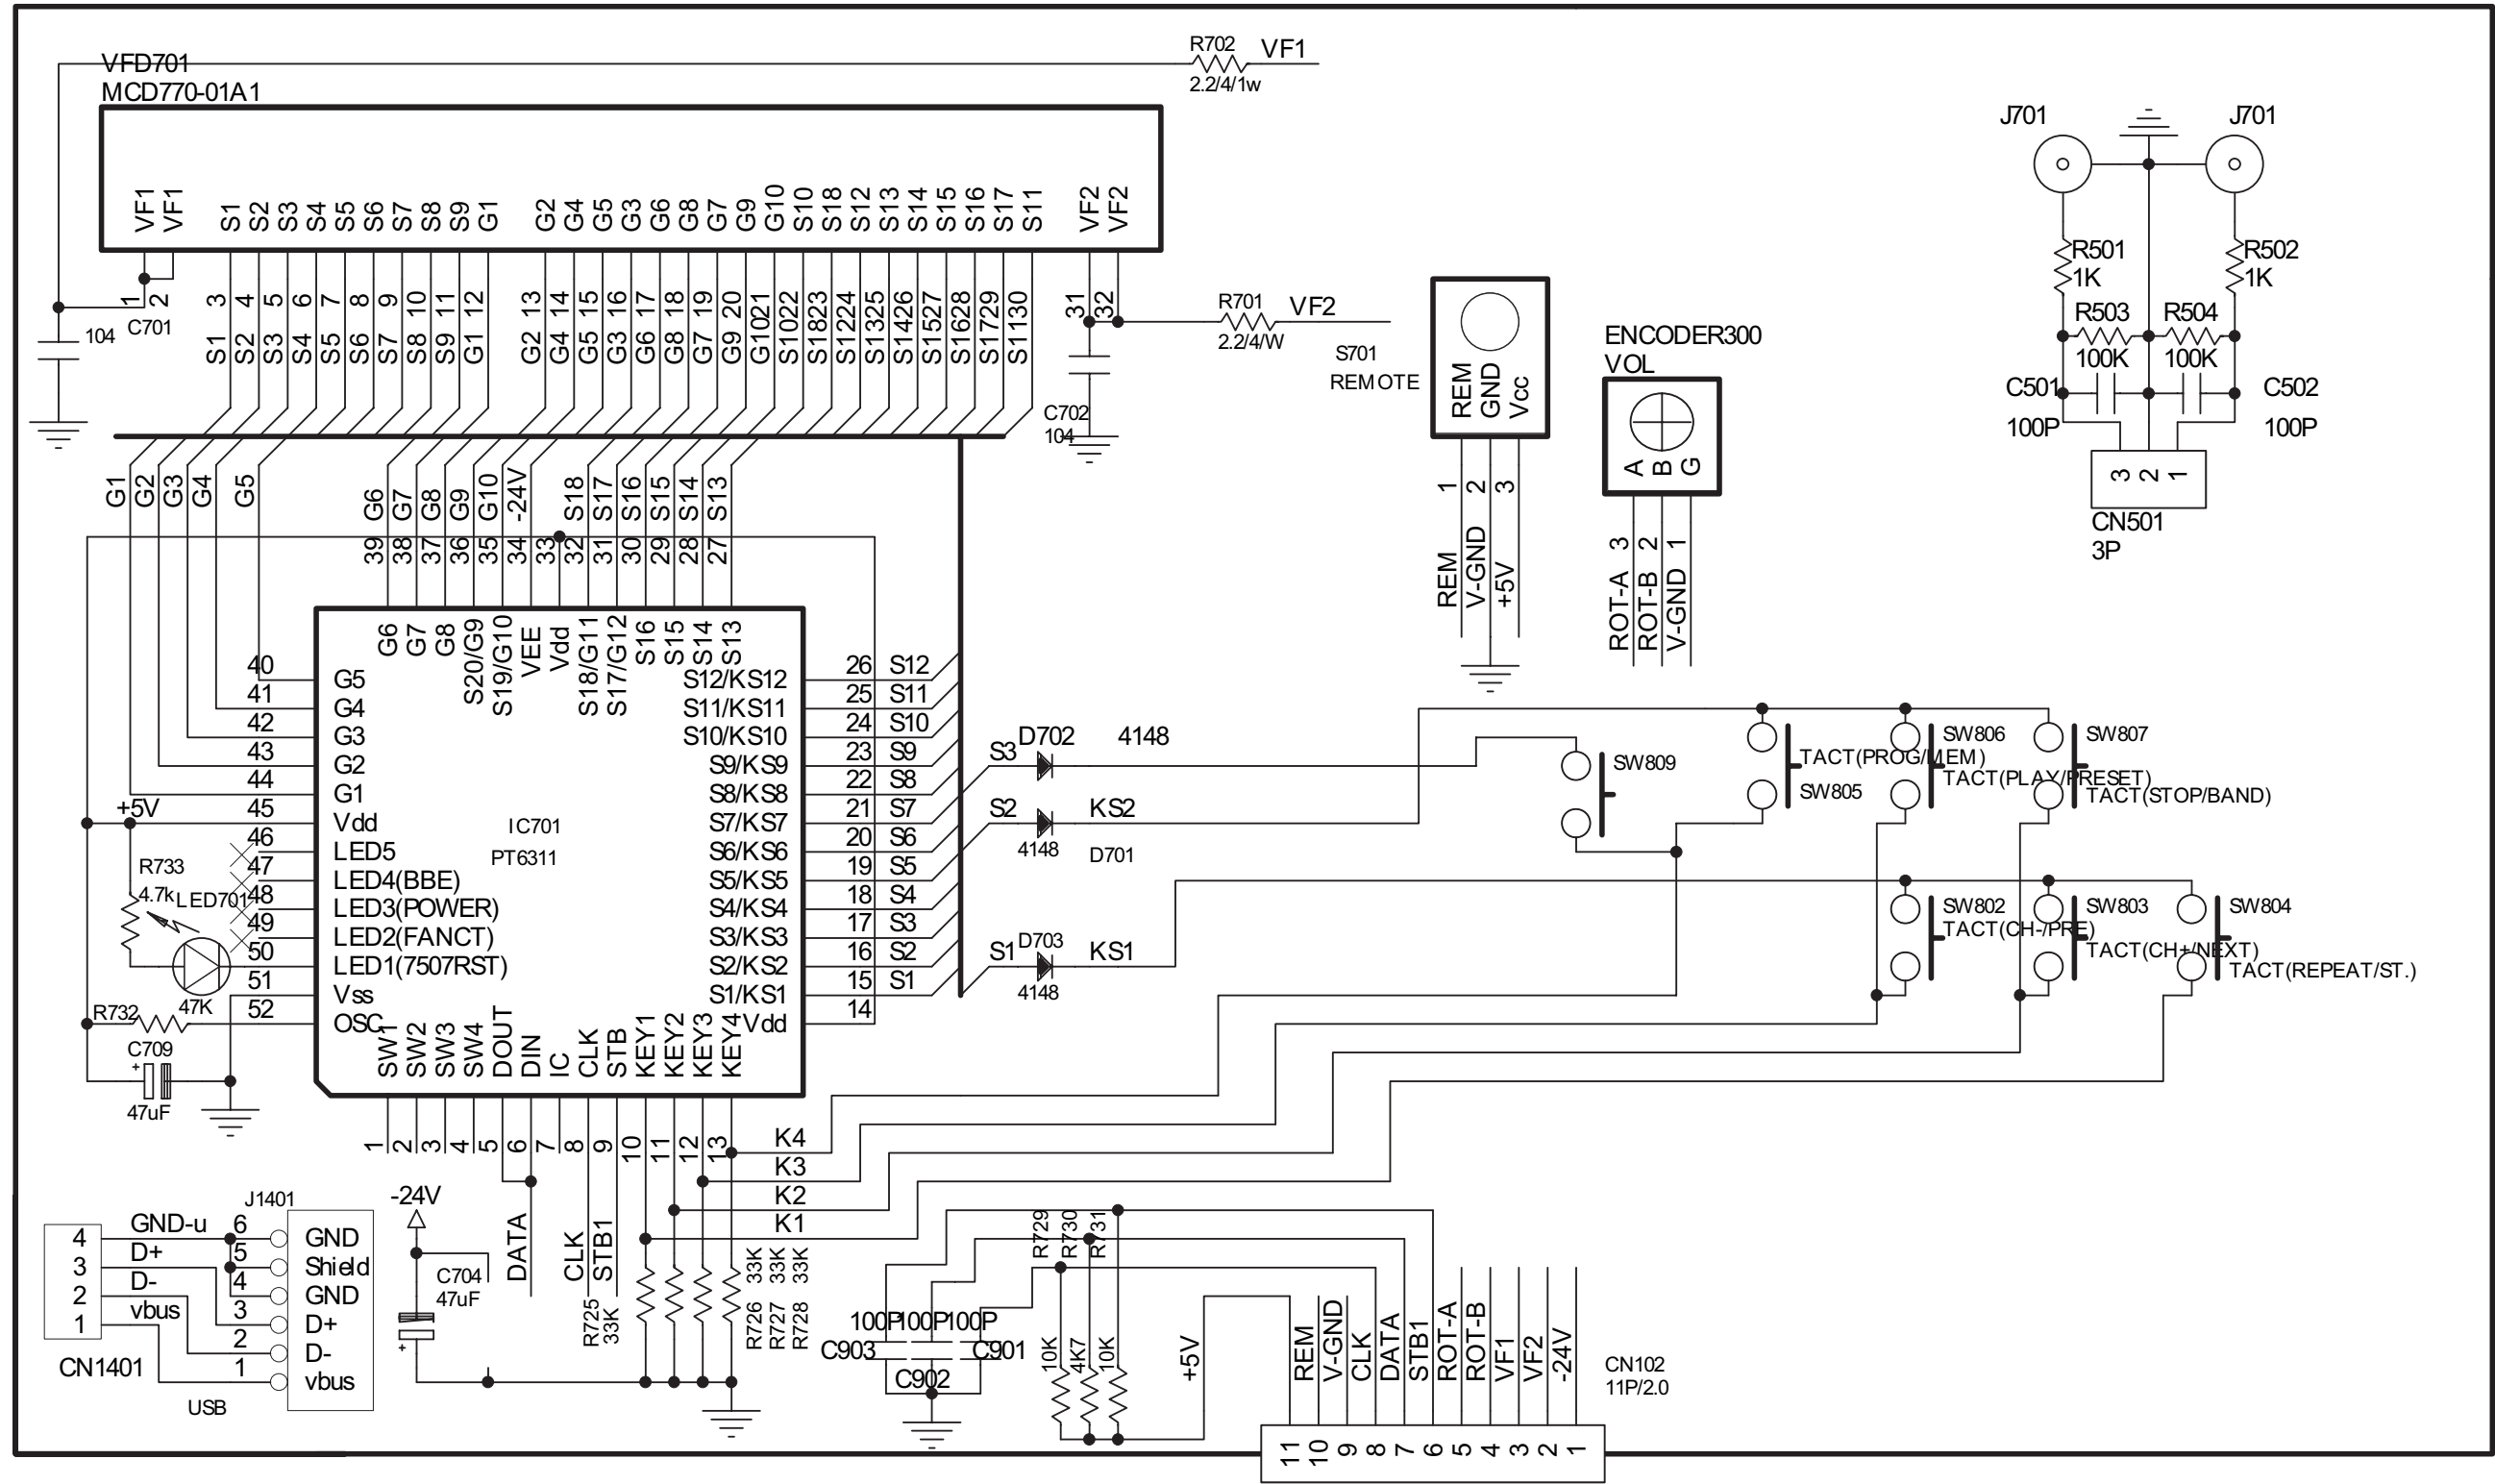 R702
VF1
2.2/4/1w
VFD701
MCD770-01A1
VF1 VF1 S1 S2 S3 S4 S5 S6 S7 S8 S9 G1 G2 G4 G5 G3 G6 G8 G7 G9 G10 S10 S18 S12 S13 S14 S15 S16 S17 S11 VF2 VF2
1 2 3 4 5 6 7 8 9 10 11 12 13 14 15 16 17 18 19 20 21 22 23 24 25 26 27 28 29 30 31 32
S1 S2 S3 S4 S5 S6 S7 S8 S9 G1 G2 G4 G5 G3 G6 G8 G7 G9 G10 S10 S18 S12 S13 S14 S15 S16 S17 S11
104
C701
R701
VF2
2.2/4/W
C702
104
S701
REMOTE
REM GND Vcc
1 2 3
REM V-GND +5V
ENCODER300
VOL
A B G
3 2 1
ROT-A ROT-B V-GND
J701
J701
R501
1K
R502
1K
R503
R504
100K
100K
C501
C502
100P
100P
3 2 1
CN501
3P
G1 G2 G3 G4 G5 G6 G7 G8 G9 G10 -24V S18 S17 S16 S15 S14 S13
39 38 37 36 35 34 33 32 31 30 29 28 27
G6 G7 G8 S20/G9 S19/G10 VEE Vdd S18/G11 S17/G12 S16 S15 S14 S13
40 G5
41 G4
42 G3
43 G2
44 G1
45 Vdd
46 LED5
47 LED4(BBE)
48 LED3(POWER)
49 LED2(FANCT)
50 LED1(7507RST)
51 Vss
52 OSC
IC701
PT6311
S12/KS12 26 S12
S11/KS11 25 S11
S10/KS10 24 S10
S9/KS9 23 S9
S8/KS8 22 S8
S7/KS7 21 S7
S6/KS6 20 S6
S5/KS5 19 S5
S4/KS4 18 S4
S3/KS3 17 S3
S2/KS2 16 S2
S1/KS1 15 S1
Vdd 14
SW1 SW2 SW3 SW4 DOUT DIN IC CLK STB KEY1 KEY2 KEY3 KEY4
1 2 3 4 5 6 7 8 9 10 11 12 13
+5V
R733
4.7k
LED701
47K
R732
C709
+
47uF
S3
D702
4148
S2
KS2
4148
D701
S1
D703
KS1
4148
SW809
TACT(PROG/MEM)
SW805
SW806
TACT(PLAY/PRESET)
SW807
TACT(STOP/BAND)
SW802
TACT(CH-/PRE)
SW803
TACT(CH+/NEXT)
SW804
TACT(REPEAT/ST.)
K4
K3
K2
K1
DATA
CLK
STB1
J1401
4 GND-u 6 GND
3 D+ 5 Shield
2 D- 4 GND
1 vbus 3 D+
2 D-
1 vbus
CN1401
USB
-24V
C704
47uF
+
R725
33K
R726 33K
R727 33K
R728 33K
R729
R730
R731
100P
100P
100P
C903
C901
C902
10K
4K7
10K
+5V
REM V-GND CLK DATA STB1 ROT-A ROT-B VF1 VF2 -24V
CN102
11P/2.0
11 10 9 8 7 6 5 4 3 2 1